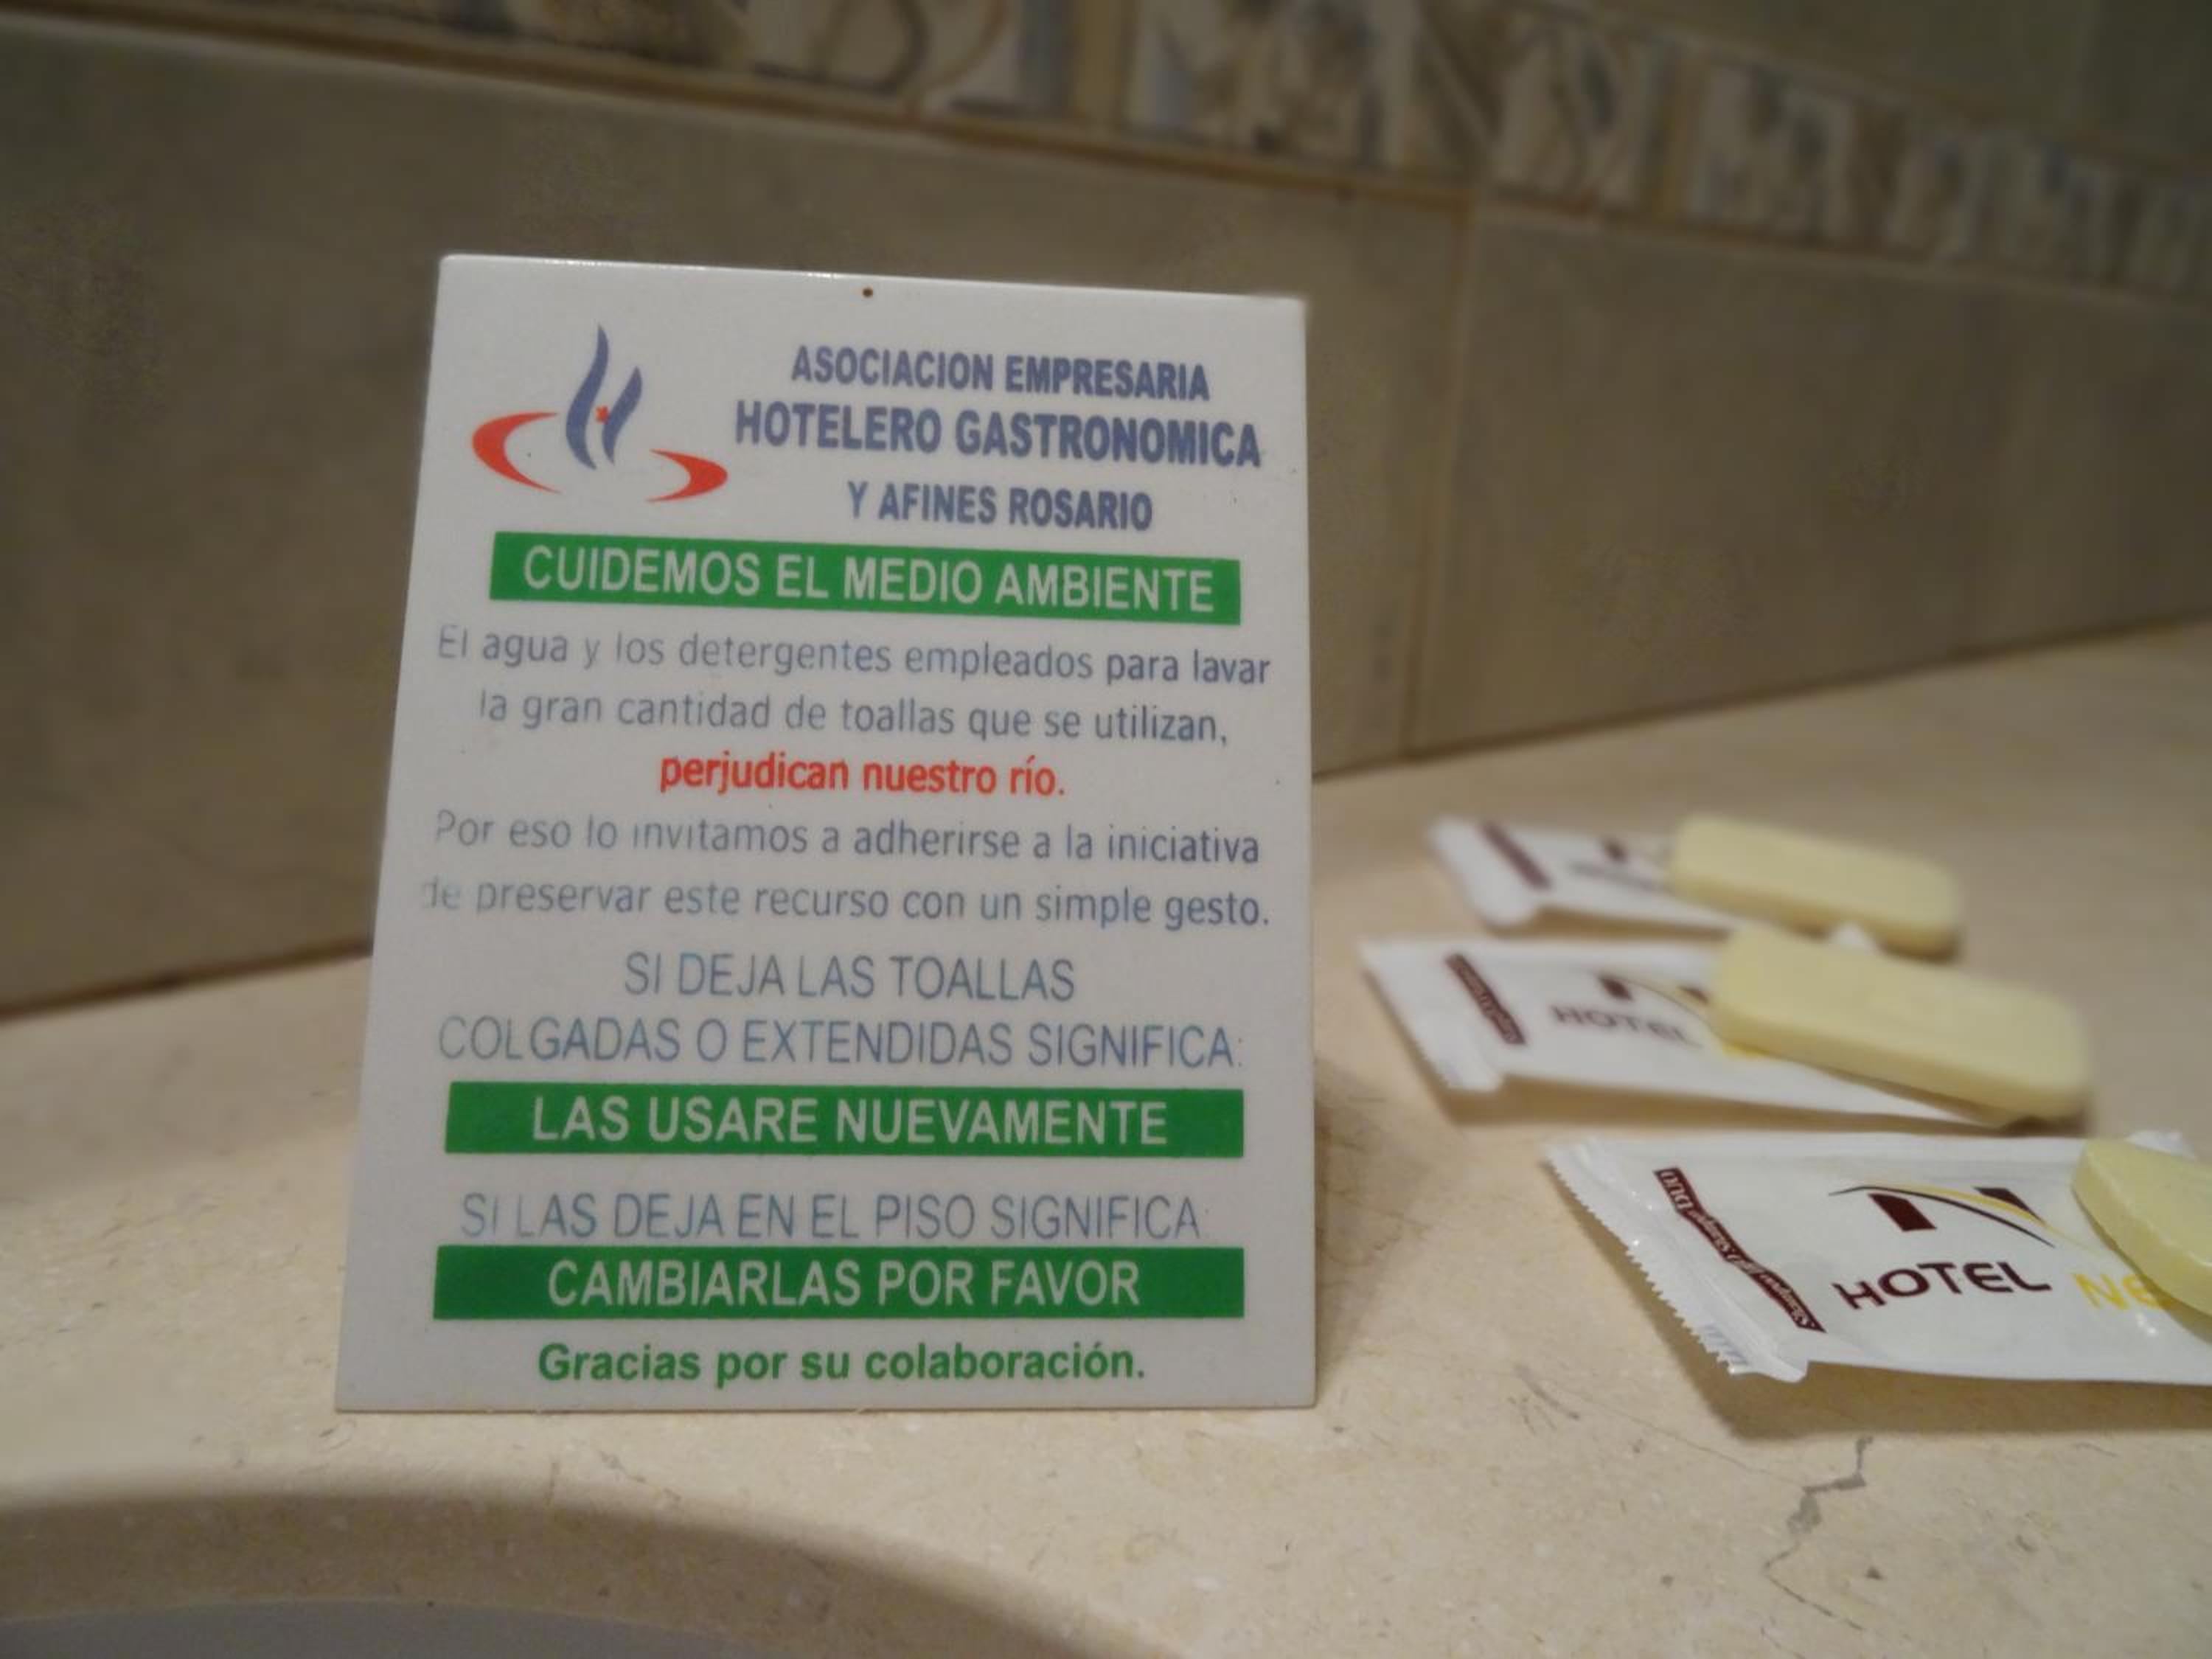 ASOCIACION EMPRESARIA
HOTELERO GASTRONOMICA
Y AFINES ROSARIO
CUIDEMOS EL MEDIO AMBIENTE
El agua y los detergentes empleados para lavar
la gran cantidad de toallas que se utilizan,
perjudican nuestro río.
Por eso lo invitamos a adherirse a la iniciativa
de preservar este recurso con un simple gesto.
SI DEJA LAS TOALLAS
COLGADAS O EXTENDIDAS SIGNIFICA:
LAS USARE NUEVAMENTE
SI LAS DEJA EN EL PISO SIGNIFICA
CAMBIARLAS POR FAVOR
Gracias por su colaboración.
HOTEL
N
HOTEL NE